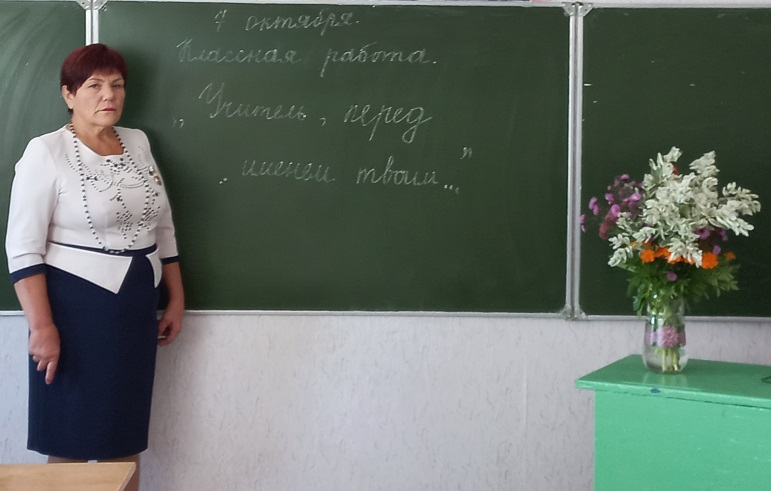 7 октября.
Классная работа.
„Учитель, перед
именем твоим..."